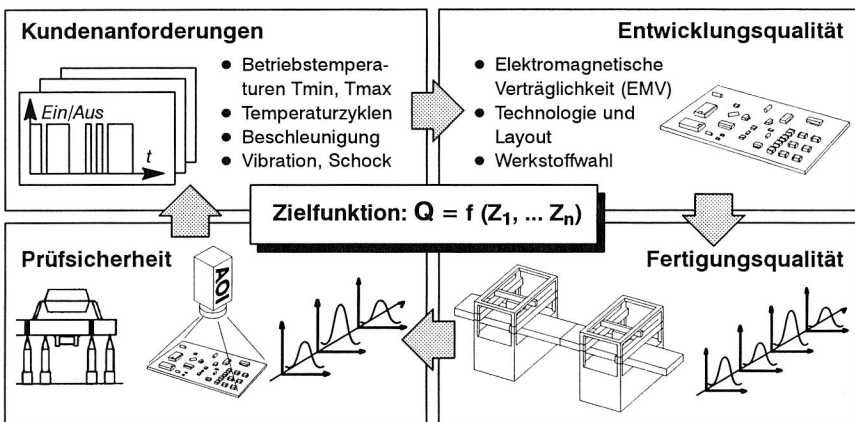 Kundenanforderungen
Ein/Aus
t
● Betriebstempera-
turen Tmin, Tmax
● Temperaturzyklen
● Beschleunigung
● Vibration, Schock
Entwicklungsqualität
● Elektromagnetische
Verträglichkeit (EMV)
● Technologie und
Layout
● Werkstoffwahl
Zielfunktion: Q = f (Z₁, ... Zₙ)
Prüfsicherheit
AOI
Fertigungsqualität